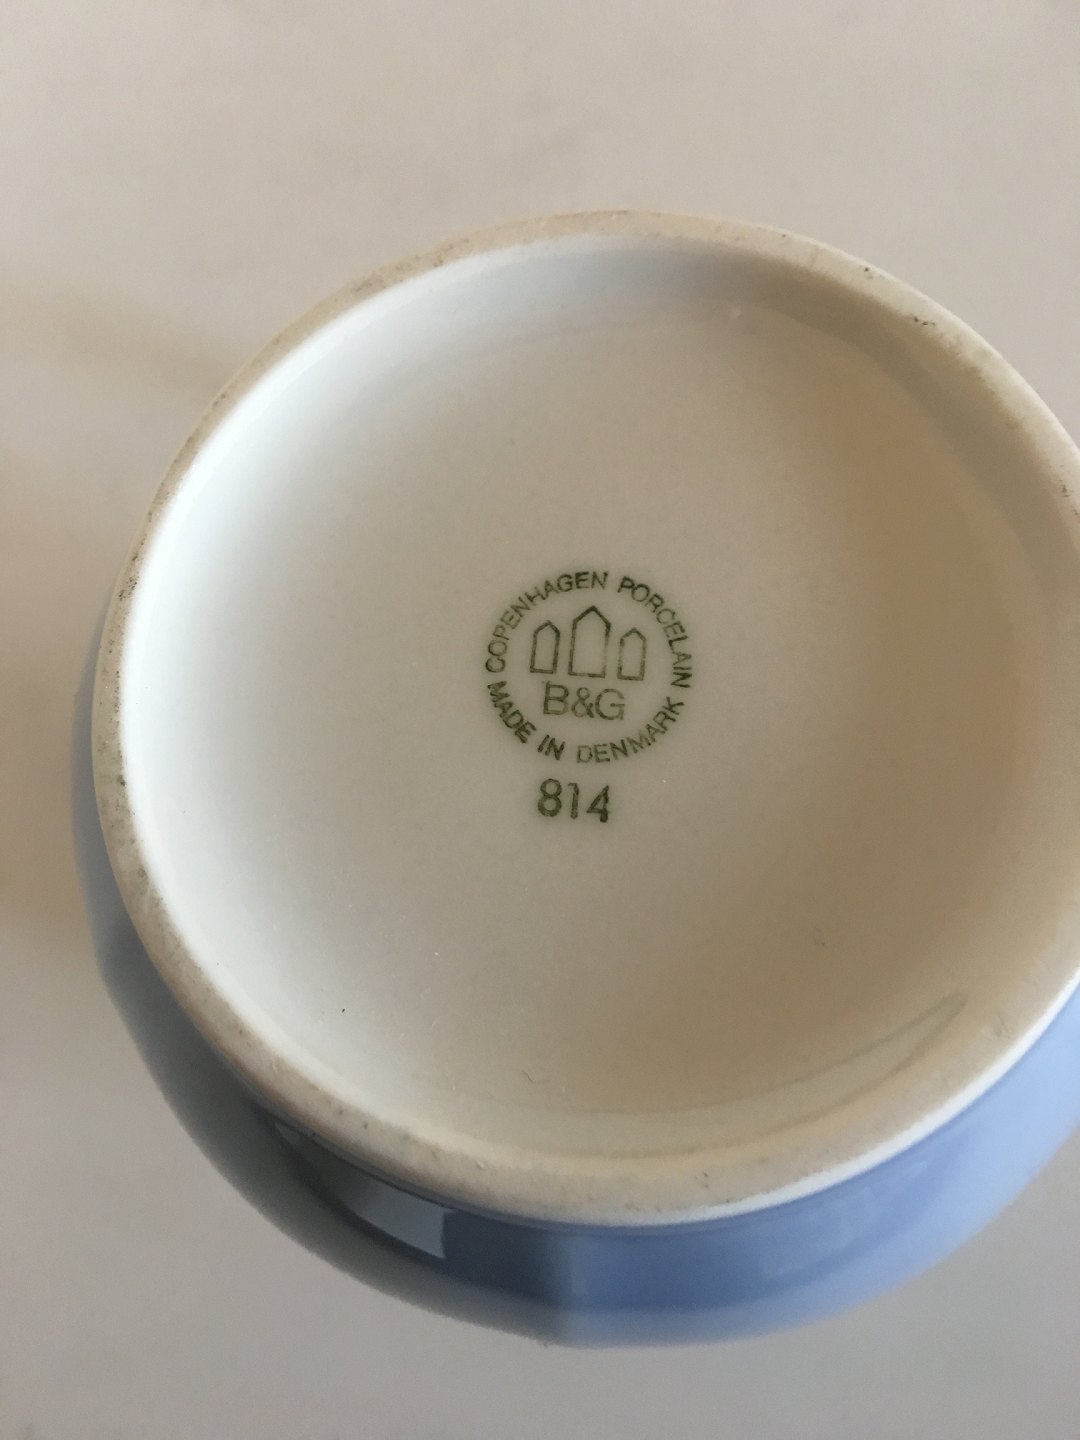 COPENHAGEN PORCELAIN
B&G
MADE IN DENMARK
814